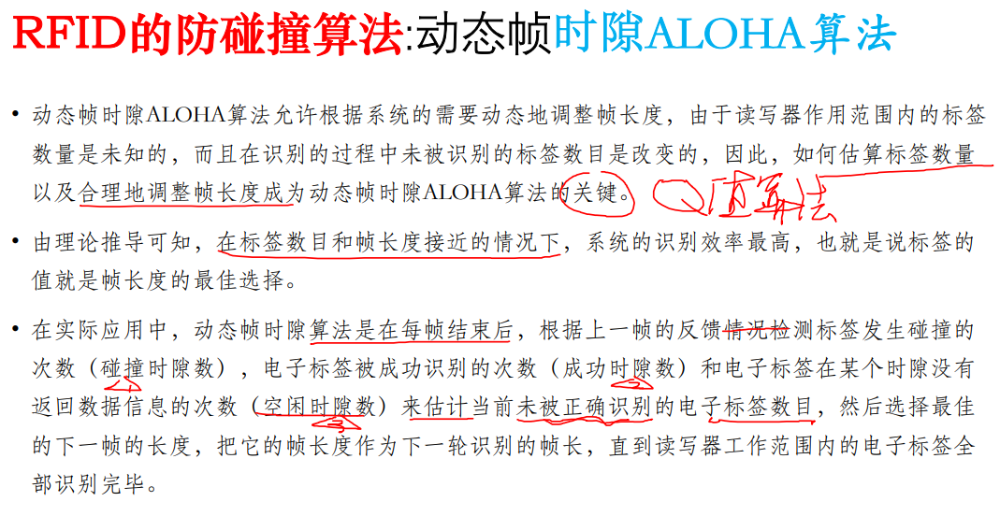 RFID的防碰撞算法:动态帧时隙ALOHA算法
• 动态帧时隙ALOHA算法允许根据系统的需要动态地调整帧长度，由于读写器作用范围内的标签
数量是未知的，而且在识别的过程中未被识别的标签数目是改变的，因此，如何估算标签数量
以及合理地调整帧长度成为动态帧时隙ALOHA算法的关键。 Q值算法
• 由理论推导可知，在标签数目和帧长度接近的情况下，系统的识别效率最高，也就是说标签的
值就是帧长度的最佳选择。
• 在实际应用中，动态帧时隙算法是在每帧结束后，根据上一帧的反馈情况检测标签发生碰撞的
次数（碰撞时隙数），电子标签被成功识别的次数（成功时隙数）和电子标签在某个时隙没有
返回数据信息的次数（空闲时隙数）来估计当前未被正确识别的电子标签数目，然后选择最佳
的下一帧的长度，把它的帧长度作为下一轮识别的帧长，直到读写器工作范围内的电子标签全
部识别完毕。